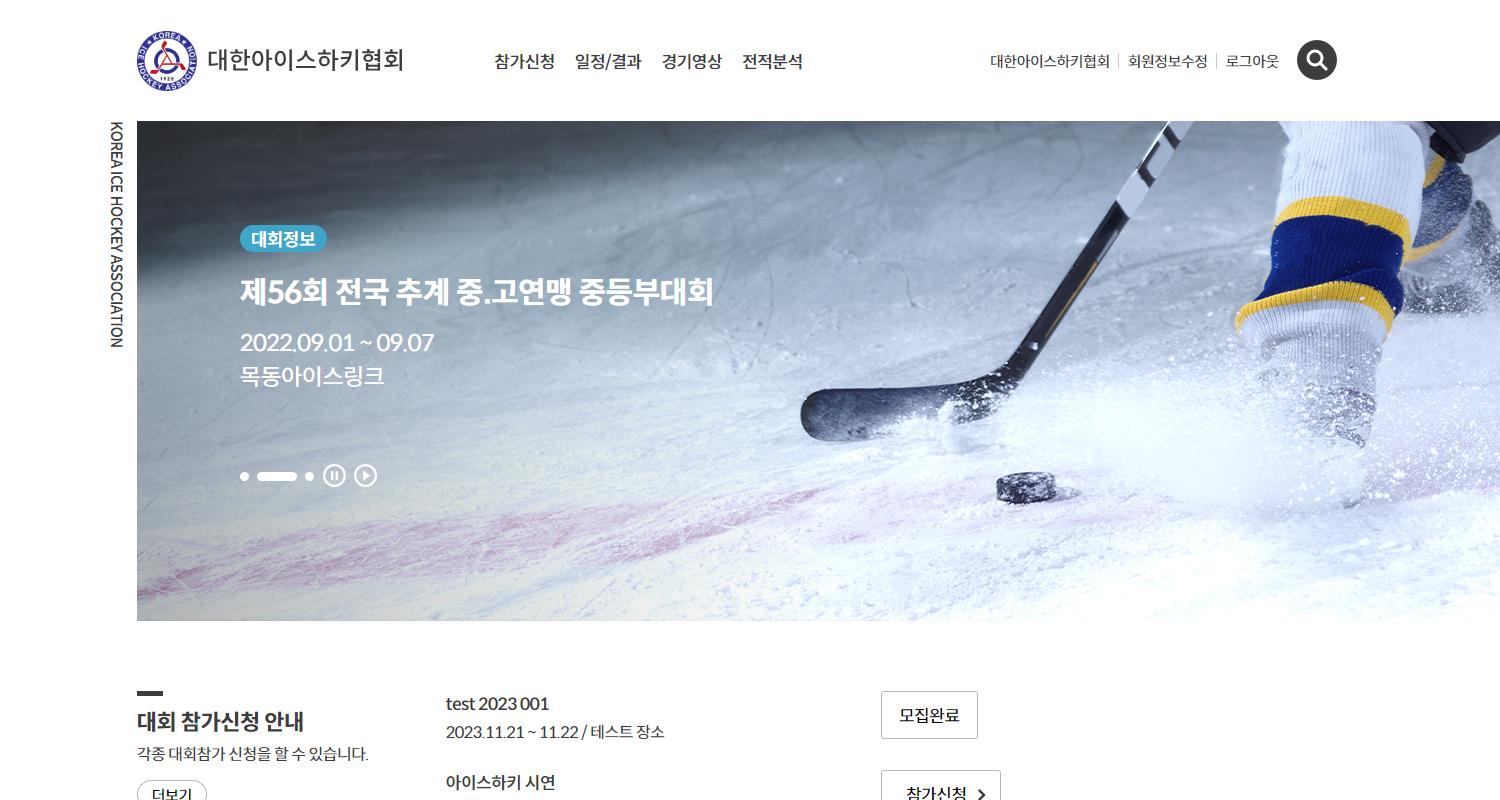 KOREA ICE HOCKEY ASSOCIATION 1928
대한아이스하키협회
참가신청 일정/결과 경기영상 전적분석
대한아이스하키협회 회원정보수정 로그아웃
KOREA ICE HOCKEY ASSOCIATION
대회정보
제56회 전국 추계 중.고연맹 중등부대회
2022.09.01 ~ 09.07
목동아이스링크
대회 참가신청 안내
각종 대회참가 신청을 할 수 있습니다.
더보기
test 2023 001
2023.11.21 ~ 11.22 / 테스트 장소
모집완료
아이스하키 시연
참가신청